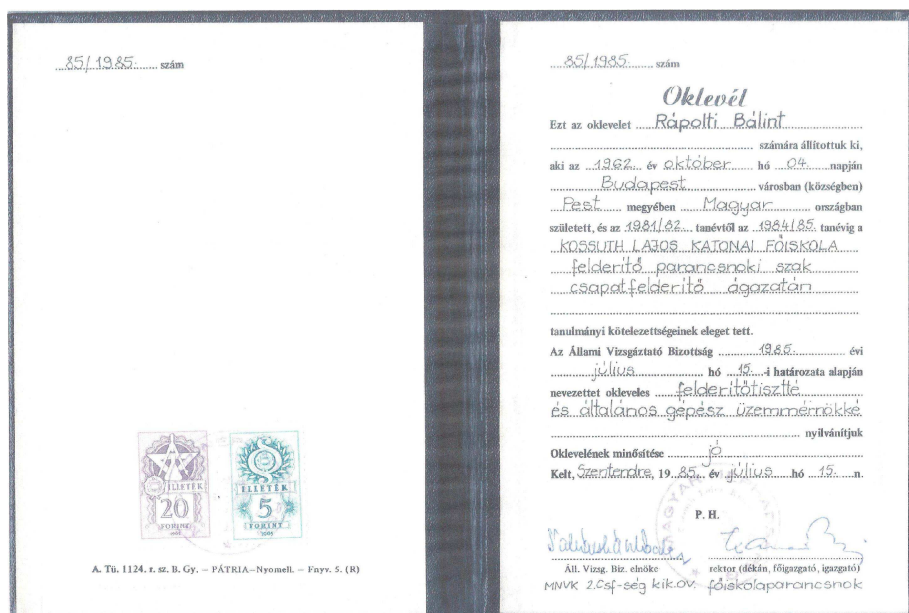 85/1985. szám
ILLETÉK
20
FORINT
ILLETÉK
5
FORINT
A. Tü. 1124. r. sz. B. Gy. — PÁTRIA—Nyomell. — Fnyv. 5. (R)
85/1985. szám
Oklevél
Ezt az oklevelet Rápolti Bálint
számára állítottuk ki,
aki az 1962. év október hó 04. napján
Budapest városban (községben)
Pest megyében Magyar országban
született, és az 1981/82. tanévtől az 1984/85. tanévig a
KOSSUTH LAJOS KATONAI FŐISKOLA
felderítő parancsnoki szak
csapatfelderítő ágazatán
tanulmányi kötelezettségeinek eleget tett.
Az Állami Vizsgáztató Bizottság 1985. évi
július hó 15.-i határozata alapján
nevezettet okleveles felderítőtisztté
és általános gépész üzemmérnökké
nyilvánítjuk
Oklevelének minősítése jó
Kelt, Szentendre, 1985. év július hó 15. n.
P. H.
Áll. Vizsg. Biz. elnöke rektor (dékán, főigazgató, igazgató)
MNVK 2.Csf-ség kik.ov. főiskolaparancsnok